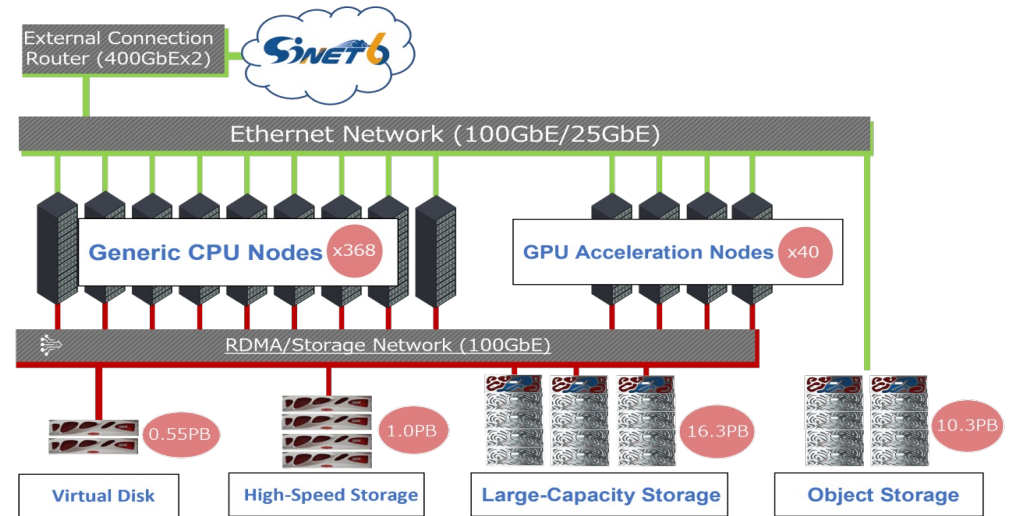 External Connection
Router (400GbEx2)
SINET6
Ethernet Network (100GbE/25GbE)
Generic CPU Nodes x368
GPU Acceleration Nodes x40
RDMA/Storage Network (100GbE)
0.55PB
1.0PB
16.3PB
10.3PB
Virtual Disk
High-Speed Storage
Large-Capacity Storage
Object Storage